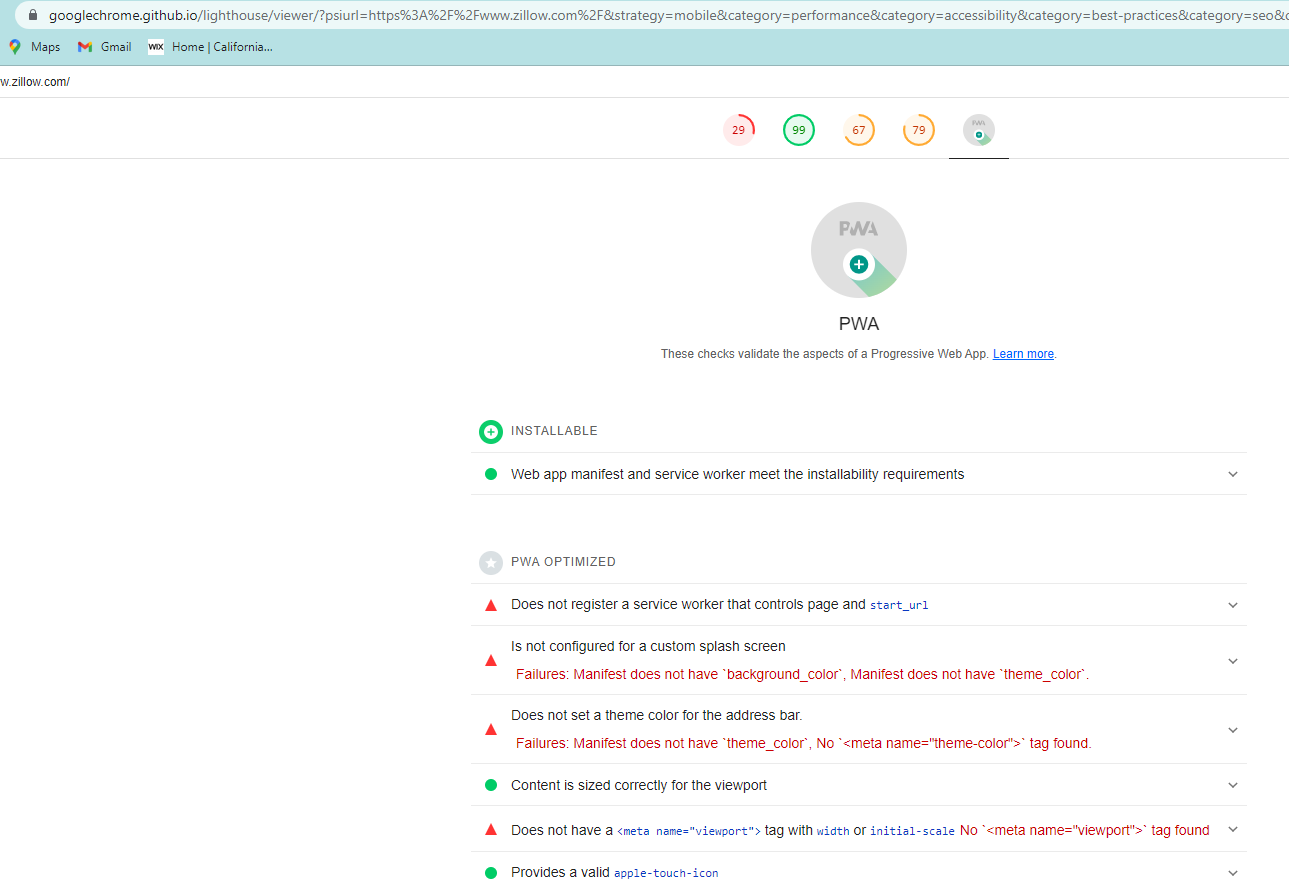 googlechrome.github.io/lighthouse/viewer/?psiurl=https%3A%2F%2Fwww.zillow.com%2F&strategy=mobile&category=performance&category=accessibility&category=best-practices&category=seo&c
Maps Gmail WIX Home | California...
w.zillow.com/
29 99 67 79 PWA
PWA
PWA
These checks validate the aspects of a Progressive Web App. Learn more.
INSTALLABLE
Web app manifest and service worker meet the installability requirements
PWA OPTIMIZED
Does not register a service worker that controls page and start_url
Is not configured for a custom splash screen
Failures: Manifest does not have `background_color`, Manifest does not have `theme_color`.
Does not set a theme color for the address bar.
Failures: Manifest does not have `theme_color`, No `<meta name="theme-color">` tag found.
Content is sized correctly for the viewport
Does not have a <meta name="viewport"> tag with width or initial-scale No `<meta name="viewport">` tag found
Provides a valid apple-touch-icon